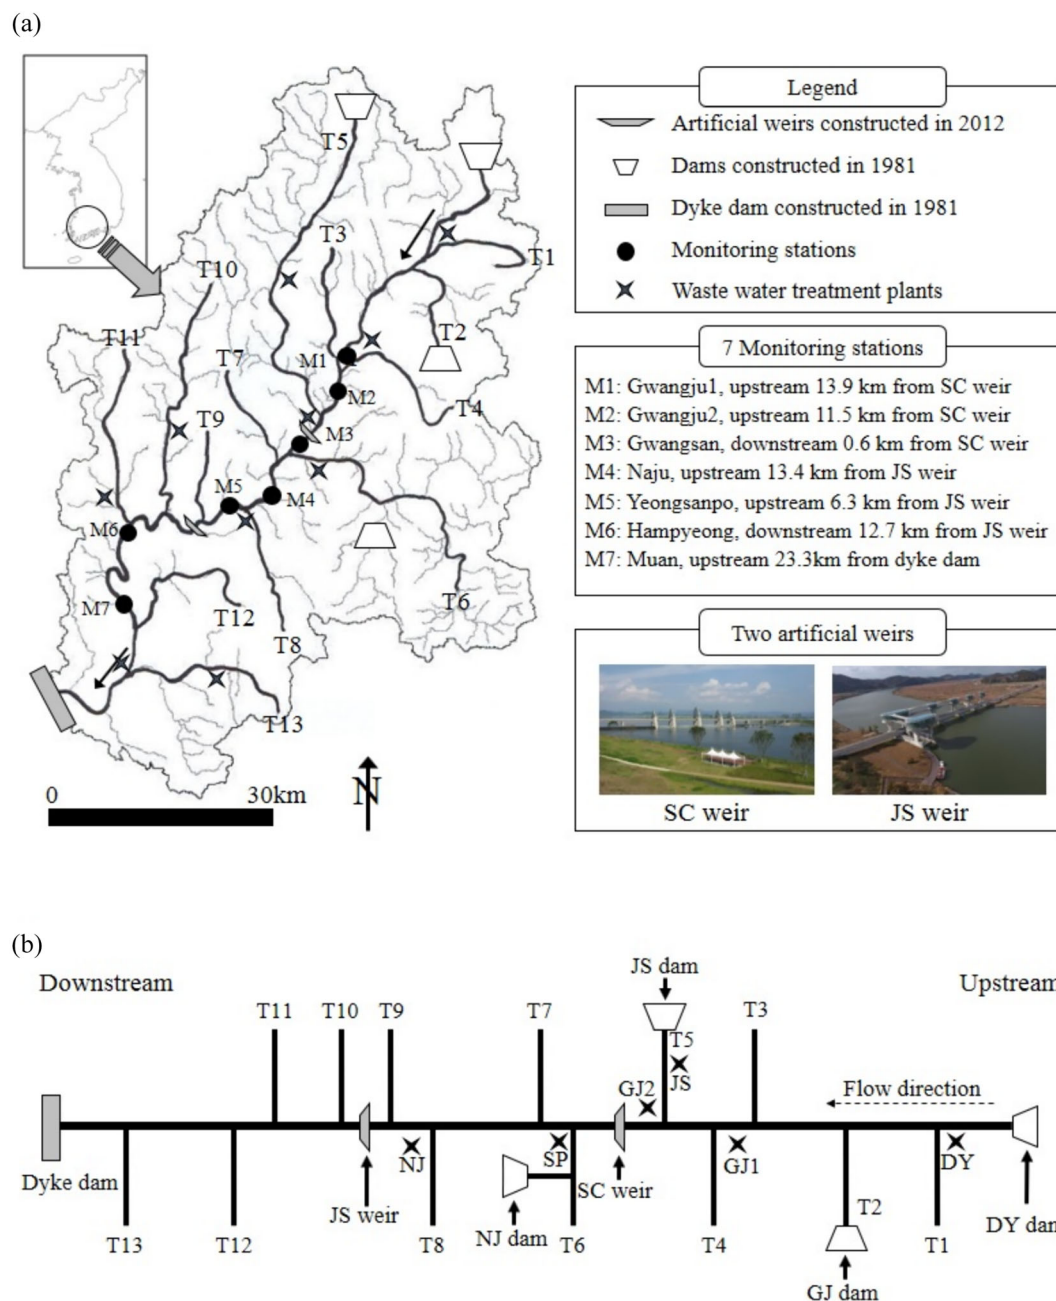 (a)
Legend
Artificial weirs constructed in 2012
Dams constructed in 1981
Dyke dam constructed in 1981
Monitoring stations
Waste water treatment plants
T5
T3
T1
T10
T2
T11
T7
M1
M2
T4
T9
M3
M5
M4
M6
T6
M7
T12
T8
T13
0 30km
N
7 Monitoring stations
M1: Gwangju1, upstream 13.9 km from SC weir
M2: Gwangju2, upstream 11.5 km from SC weir
M3: Gwangsan, downstream 0.6 km from SC weir
M4: Naju, upstream 13.4 km from JS weir
M5: Yeongsanpo, upstream 6.3 km from JS weir
M6: Hampyeong, downstream 12.7 km from JS weir
M7: Muan, upstream 23.3km from dyke dam
Two artificial weirs
SC weir JS weir
(b)
Downstream Upstream
JS dam
T11 T10 T9 T7 T3
T5
JS
GJ2
Flow direction
NJ
SP
GJ1
DY
Dyke dam
JS weir
SC weir
NJ dam
T2
DY dam
T13 T12 T8 T6 T4 T1
GJ dam